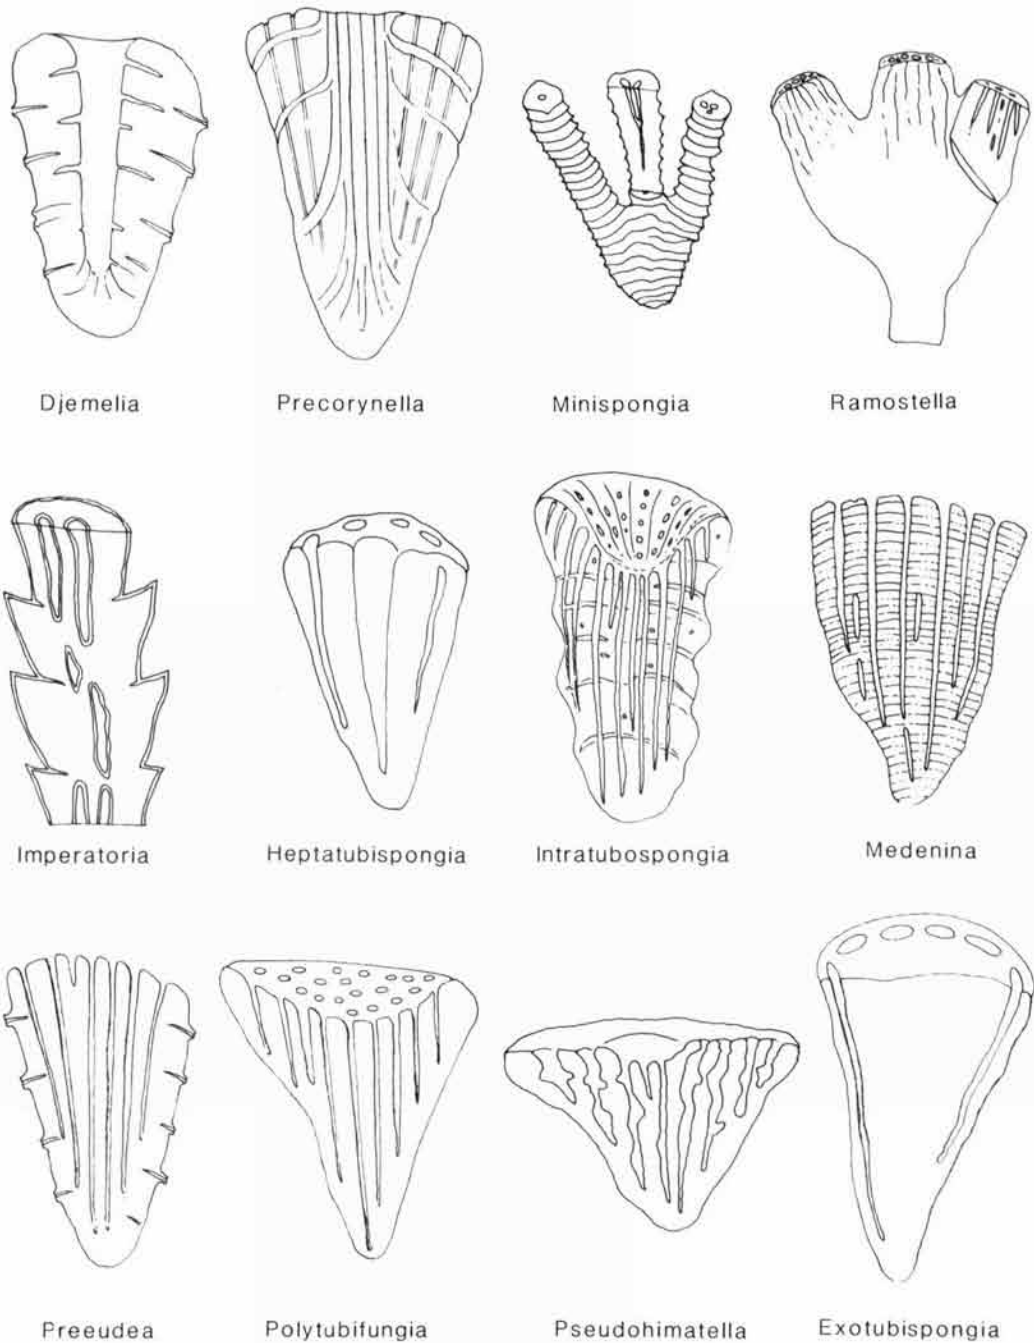 Djemelia Precorynella Minispongia Ramostella
Imperatoria Heptatubispongia Intratubospongia Medenina
Preeudea Polytubifungia Pseudohimatella Exotubispongia